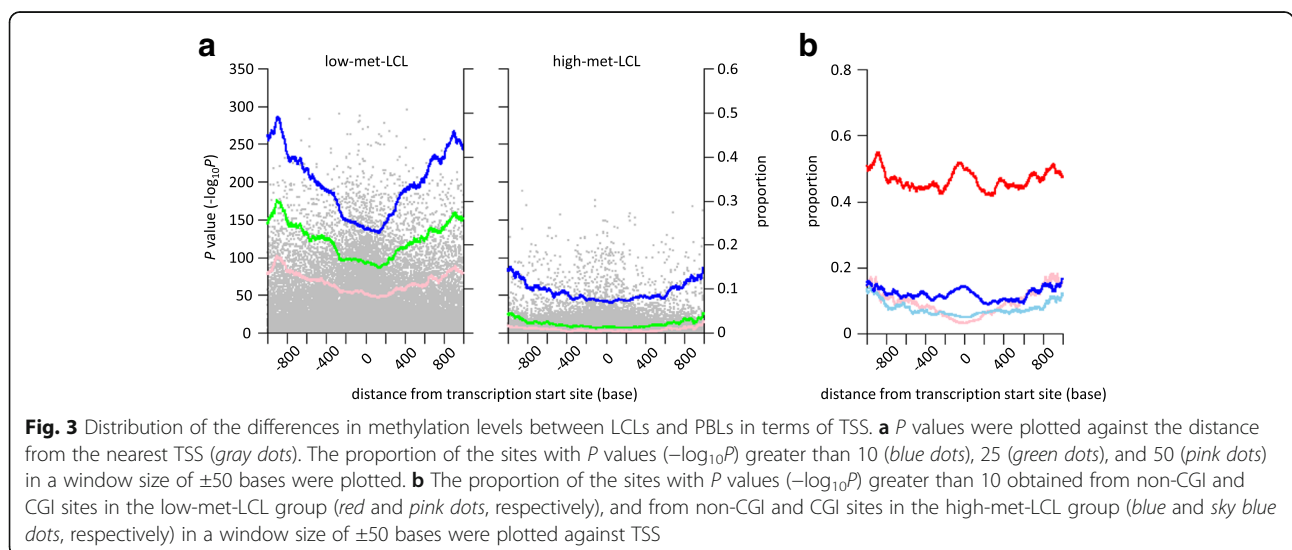 a
b
low-met-LCL
high-met-LCL
350
300
250
200
150
100
50
0
P value (-log10P)
0.6
0.5
0.4
0.3
0.2
0.1
0
proportion
0.8
0.6
0.4
0.2
0
proportion
-800 -400 0 400 800
-800 -400 0 400 800
-800 -400 0 400 800
distance from transcription start site (base)
distance from transcription start site (base)
Fig. 3 Distribution of the differences in methylation levels between LCLs and PBLs in terms of TSS. a P values were plotted against the distance
from the nearest TSS (gray dots). The proportion of the sites with P values (−log10P) greater than 10 (blue dots), 25 (green dots), and 50 (pink dots)
in a window size of ±50 bases were plotted. b The proportion of the sites with P values (−log10P) greater than 10 obtained from non-CGI and
CGI sites in the low-met-LCL group (red and pink dots, respectively), and from non-CGI and CGI sites in the high-met-LCL group (blue and sky blue
dots, respectively) in a window size of ±50 bases were plotted against TSS